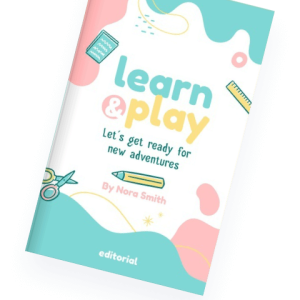 learn
& play
Let's get ready for
new adventures
By Nora Smith
editorial